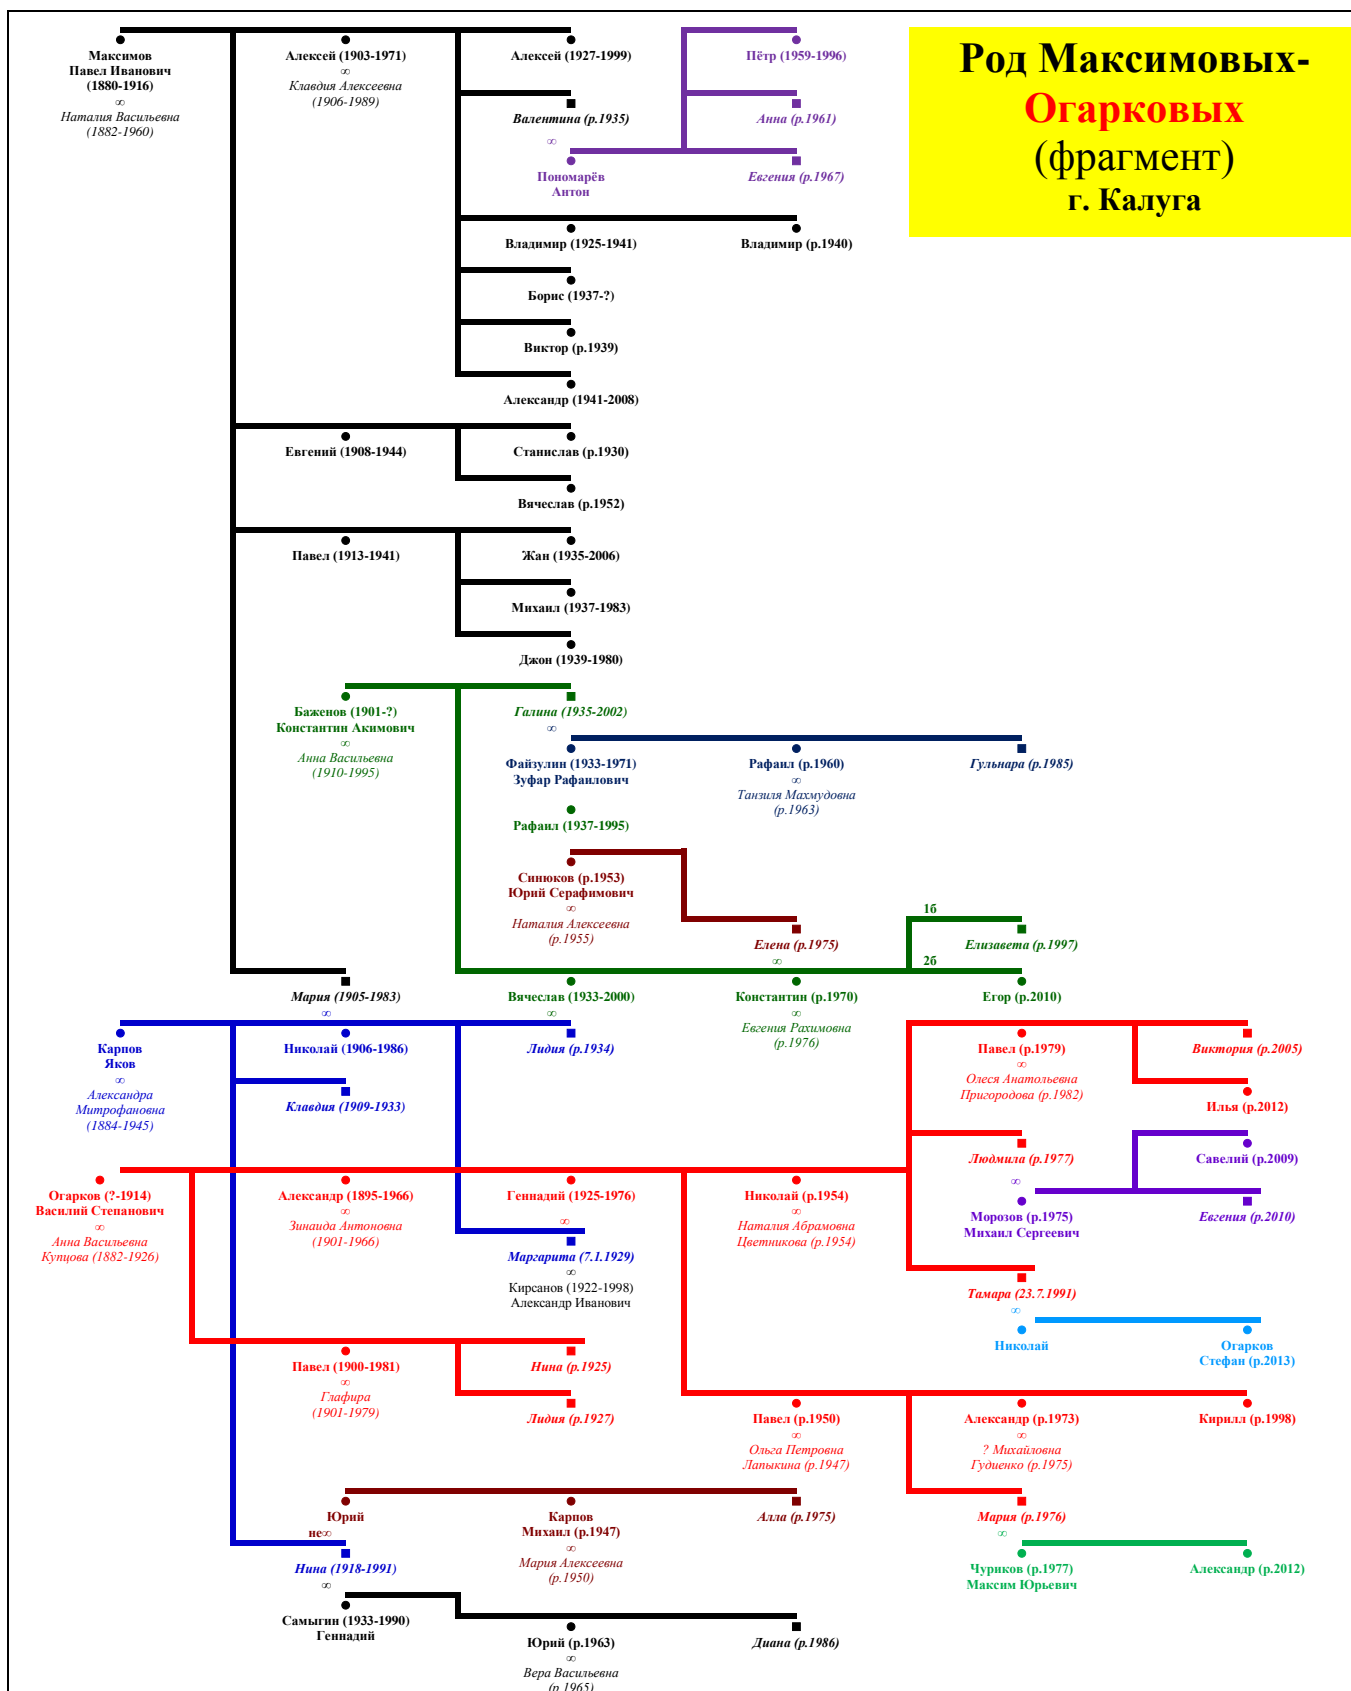 Род Максимовых-
Огарковых
(фрагмент)
г. Калуга
Максимов
Павел Иванович
(1880-1916)
∞
Наталия Васильевна
(1882-1960)
Алексей (1903-1971)
∞
Клавдия Алексеевна
(1906-1989)
Алексей (1927-1999)
Валентина (р.1935)
∞
Пономарёв
Антон
Пётр (1959-1996)
Анна (р.1961)
Евгения (р.1967)
Владимир (1925-1941)
Владимир (р.1940)
Борис (1937-?)
Виктор (р.1939)
Александр (1941-2008)
Евгений (1908-1944)
Станислав (р.1930)
Вячеслав (р.1952)
Павел (1913-1941)
Жан (1935-2006)
Михаил (1937-1983)
Джон (1939-1980)
Баженов (1901-?)
Константин Акимович
∞
Анна Васильевна
(1910-1995)
Галина (1935-2002)
∞
Файзулин (1933-1971)
Зуфар Рафаилович
Рафаил (р.1960)
∞
Танзиля Махмудовна
(р.1963)
Гульнара (р.1985)
Рафаил (1937-1995)
Синюков (р.1953)
Юрий Серафимович
∞
Наталия Алексеевна
(р.1955)
Елена (р.1975)
∞
1б
Елизавета (р.1997)
2б
Мария (1905-1983)
∞
Вячеслав (1933-2000)
∞
Константин (р.1970)
∞
Евгения Рахимовна
(р.1976)
Егор (р.2010)
Карпов
Яков
∞
Александра
Митрофановна
(1884-1945)
Николай (1906-1986)
Лидия (р.1934)
Клавдия (1909-1933)
Павел (р.1979)
∞
Олеся Анатольевна
Пригородова (р.1982)
Виктория (р.2005)
Илья (р.2012)
Людмила (р.1977)
∞
Морозов (р.1975)
Михаил Сергеевич
Савелий (р.2009)
Евгения (р.2010)
Огарков (?-1914)
Василий Степанович
∞
Анна Васильевна
Купцова (1882-1926)
Александр (1895-1966)
∞
Зинаида Антоновна
(1901-1966)
Геннадий (1925-1976)
∞
Маргарита (7.1.1929)
∞
Кирсанов (1922-1998)
Александр Иванович
Николай (р.1954)
∞
Наталия Абрамовна
Цветникова (р.1954)
Тамара (23.7.1991)
∞
Николай
Огарков
Стефан (р.2013)
Павел (1900-1981)
∞
Глафира
(1901-1979)
Нина (р.1925)
Лидия (р.1927)
Павел (р.1950)
∞
Ольга Петровна
Лапыкина (р.1947)
Александр (р.1973)
∞
? Михайловна
Гудиенко (р.1975)
Кирилл (р.1998)
Юрий
не∞
Нина (1918-1991)
∞
Карпов
Михаил (р.1947)
∞
Мария Алексеевна
(р.1950)
Алла (р.1975)
Мария (р.1976)
∞
Чуриков (р.1977)
Максим Юрьевич
Александр (р.2012)
Самыгин (1933-1990)
Геннадий
Юрий (р.1963)
∞
Вера Васильевна
(р.1965)
Диана (р.1986)